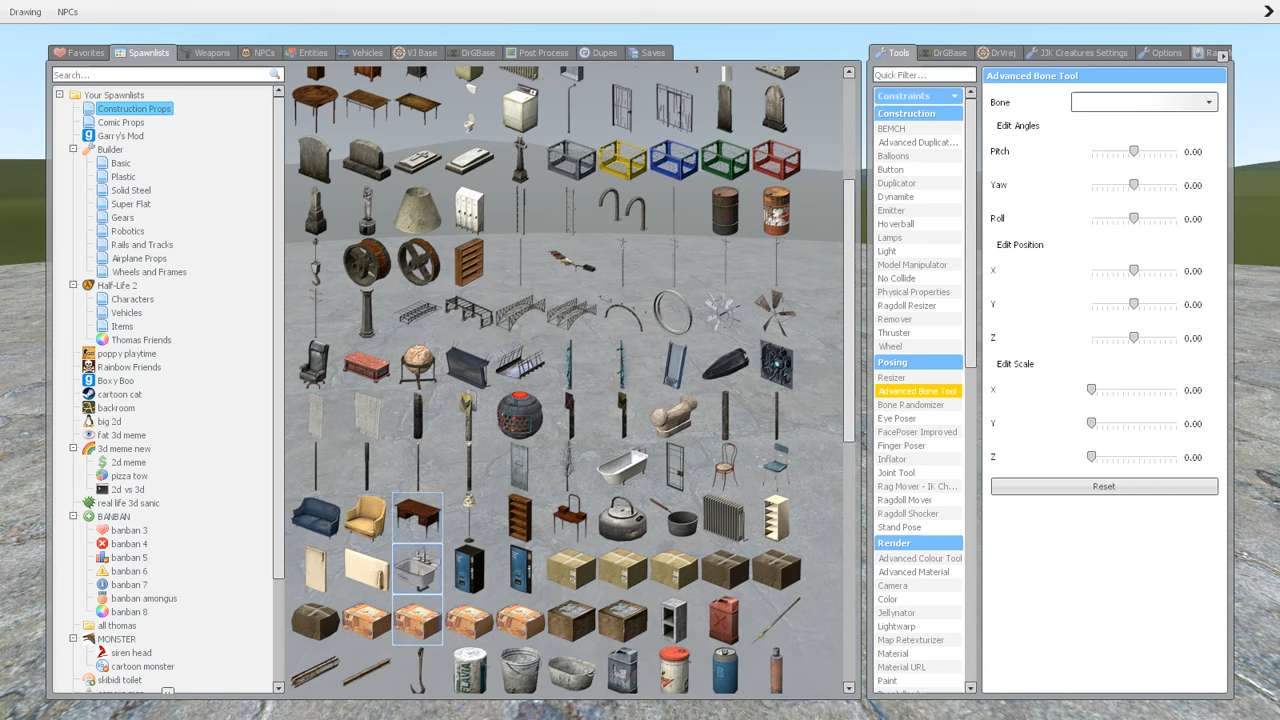 Drawing NPCs
Favorites Spawnlists Weapons NPCs Entities Vehicles VJ Base DrGBase Post Process Dupes Saves
Search...
Your Spawnlists
Construction Props
Comic Props
Garry's Mod
Builder
Basic
Plastic
Solid Steel
Super Flat
Gears
Robotics
Rails and Tracks
Airplane Props
Wheels and Frames
Half-Life 2
Characters
Vehicles
Items
Thomas Friends
poppy playtime
Rainbow Friends
Boxy Boo
cartoon cat
backroom
big 2d
fat 3d meme
3d meme new
2d meme
pizza tow
2d vs 3d
real life 3d sanic
BANBAN
banban 3
banban 4
banban 5
banban 6
banban 7
banban amongus
banban 8
all thomas
MONSTER
siren head
cartoon monster
skibidi toilet
Tools DrGBase DrWrej JJK Creatures Settings Options
Quick Filter...
Constraints
Construction
BEMCH
Advanced Duplicat...
Balloons
Button
Duplicator
Dynamite
Emitter
Hoverball
Lamps
Light
Model Manipulator
No Collide
Physical Properties
Ragdoll Resizer
Remover
Thruster
Wheel
Posing
Resizer
Advanced Bone Tool
Bone Randomizer
Eye Poser
FacePoser Improved
Finger Poser
Inflator
Joint Tool
Rag Mover - IK Ch...
Ragdoll Mover
Ragdoll Shocker
Stand Pose
Render
Advanced Colour Tool
Advanced Material
Camera
Color
Jellynator
Lightwarp
Map Retexturizer
Material
Material URL
Paint
Advanced Bone Tool
Bone
Edit Angles
Pitch 0.00
Yaw 0.00
Roll 0.00
Edit Position
X 0.00
Y 0.00
Z 0.00
Edit Scale
X 0.00
Y 0.00
Z 0.00
Reset